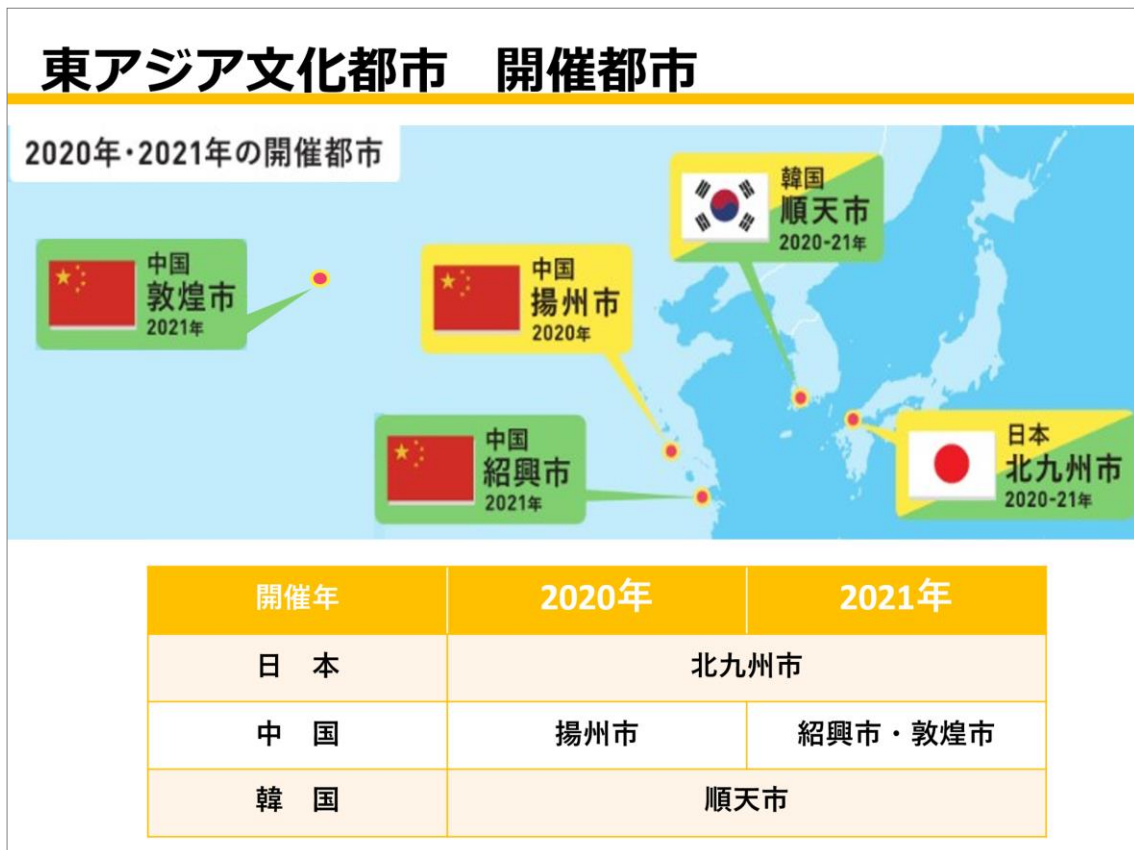 東アジア文化都市　開催都市
2020年・2021年の開催都市
韓国
順天市
2020-21年
中国
敦煌市
2021年
中国
揚州市
2020年
中国
紹興市
2021年
日本
北九州市
2020-21年
開催年 2020年 2021年
日　本 北九州市
中　国 揚州市 紹興市・敦煌市
韓　国 順天市